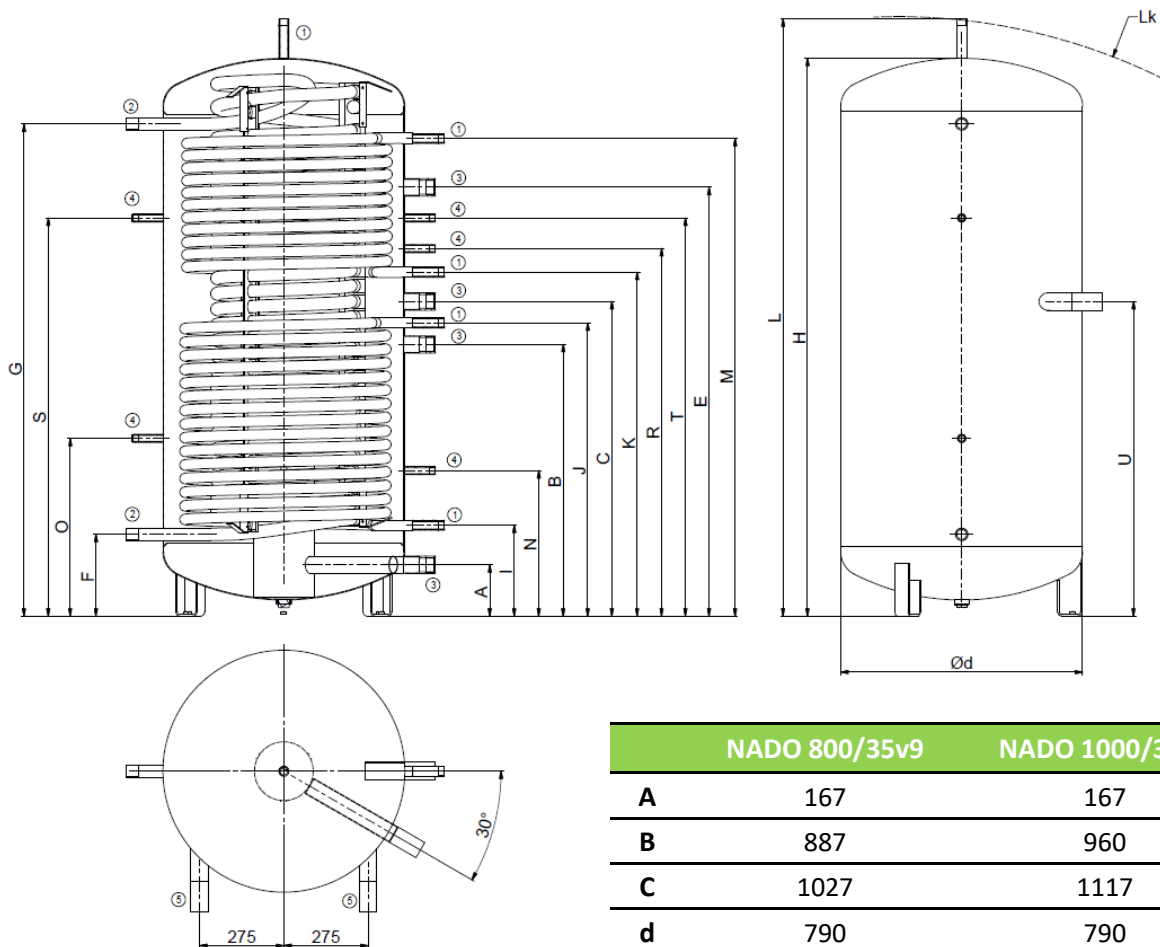 ①
Lk
②
①
③
④
④
④
①
③
①
③
④
④
②
①
③
G
S
O
F
A
I
N
B
J
C
K
R
T
E
M
L
H
U
Ød
30°
⑤
⑤
275
275
NADO 800/35v9 NADO 1000/3
A 167 167
B 887 960
C 1027 1117
d 790 790